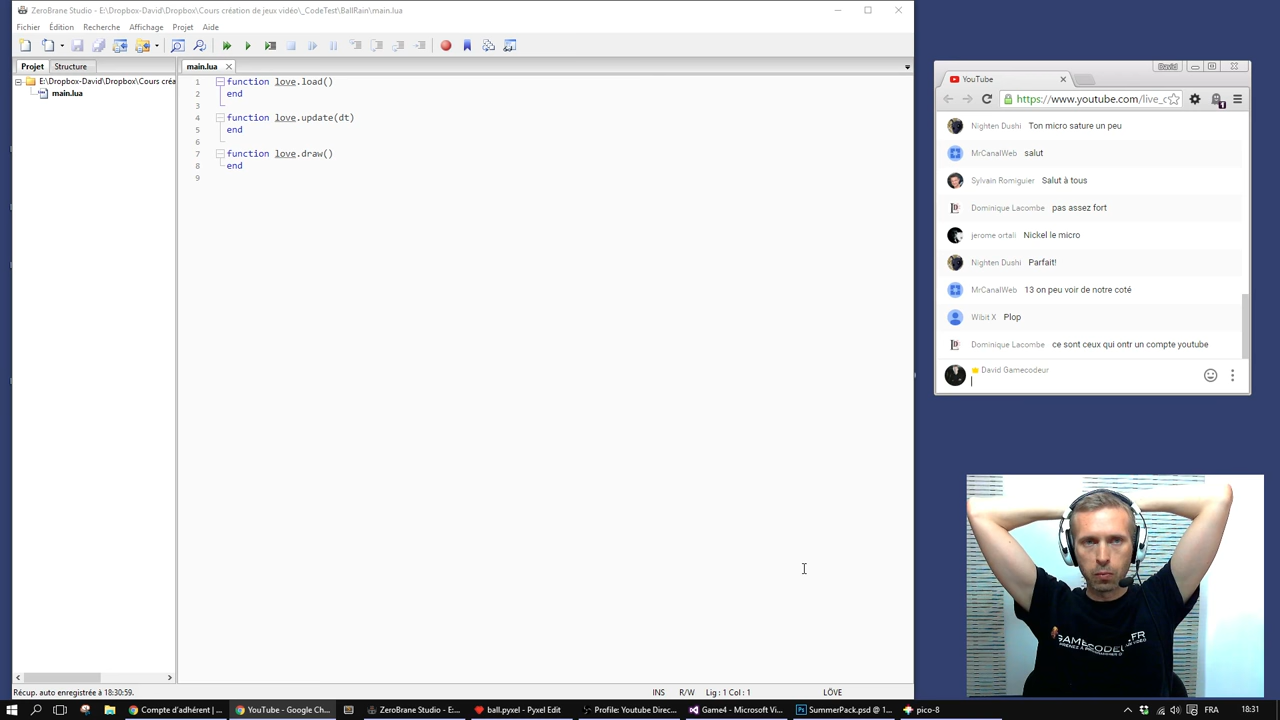 ZeroBrane Studio - E:\Dropbox-David\Dropbox\Cours création de jeux vidéo\_CodeTest\BallRain\main.lua
Fichier Édition Recherche Affichage Projet Aide
Projet Structure
E:\Dropbox-David\Dropbox\Cours créa
main.lua
main.lua
1 function love.load()
2 end
3
4 function love.update(dt)
5 end
6
7 function love.draw()
8 end
9
Récup. auto enregistrée à 18:30:59.
INS R/W Lig : 1 Col : 1 LÖVE
David
YouTube
https://www.youtube.com/live_c
Nighten Dushi Ton micro sature un peu
MrCanalWeb salut
Sylvain Romiguier Salut à tous
Dominique Lacombe pas assez fort
jerome ortali Nickel le micro
Nighten Dushi Parfait!
MrCanalWeb 13 on peu voir de notre coté
Wibit X Plop
Dominique Lacombe ce sont ceux qui ontr un compte youtube
David Gamecodeur
GAMECODEUR.FR
Compte d'adhérent |...
YouTube - Google Ch...
ZeroBrane Studio - E:...
ball.pyxel - Pyxel Edit
Profile: Youtube Direc...
Game4 - Microsoft Vi...
SummerPack.psd @ 1...
pico-8
FRA
18:31